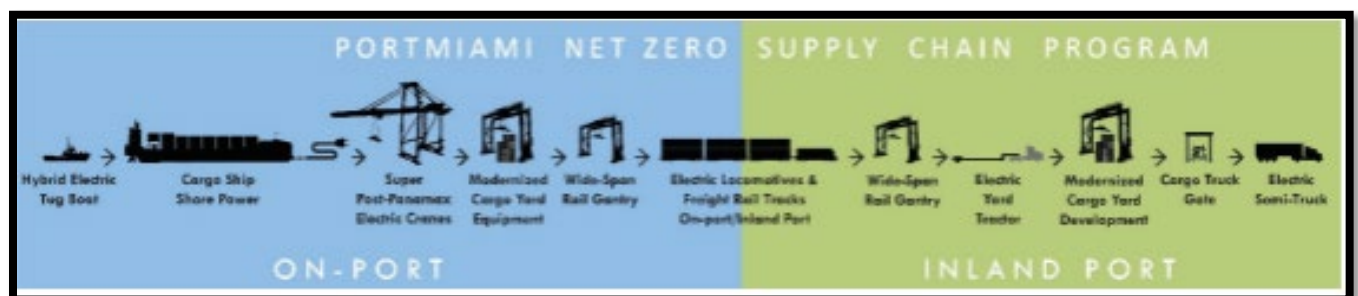 PORTMIAMI NET ZERO SUPPLY CHAIN PROGRAM
Hybrid Electric
Tug Boat
Cargo Ship
Shore Power
Super
Post-Panamax
Electric Cranes
Modernized
Cargo Yard
Equipment
Wide-Span
Rail Gantry
Electric Locomotives &
Freight Rail Tracks
On-port/Inland Port
Wide-Span
Rail Gantry
Electric
Yard
Tractor
Modernized
Cargo Yard
Development
Cargo Truck
Gate
Electric
Semi-Truck
ON-PORT
INLAND PORT